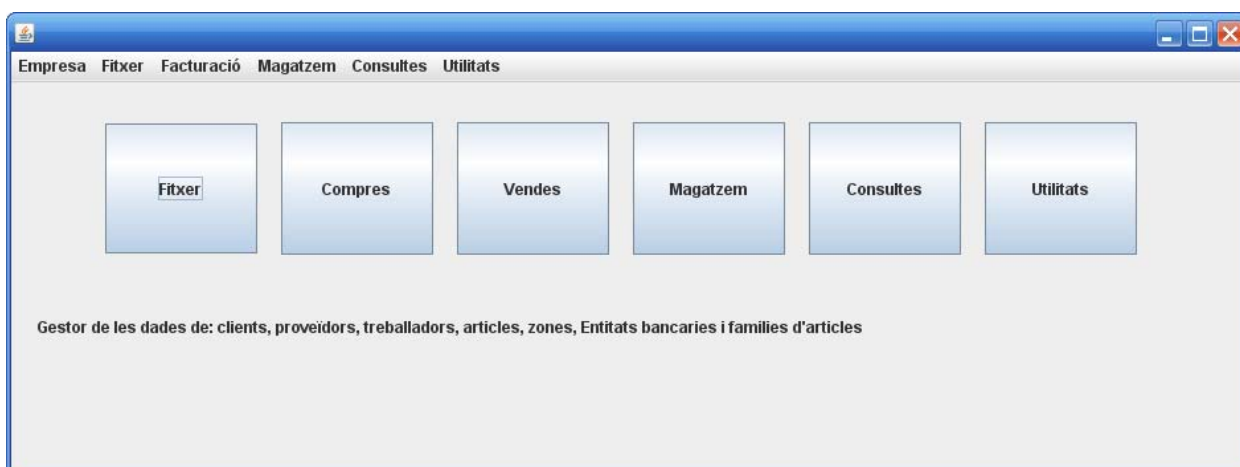 Empresa Fitxer Facturació Magatzem Consultes Utilitats
Fitxer Compres Vendes Magatzem Consultes Utilitats
Gestor de les dades de: clients, proveïdors, treballadors, articles, zones, Entitats bancaries i families d'articles